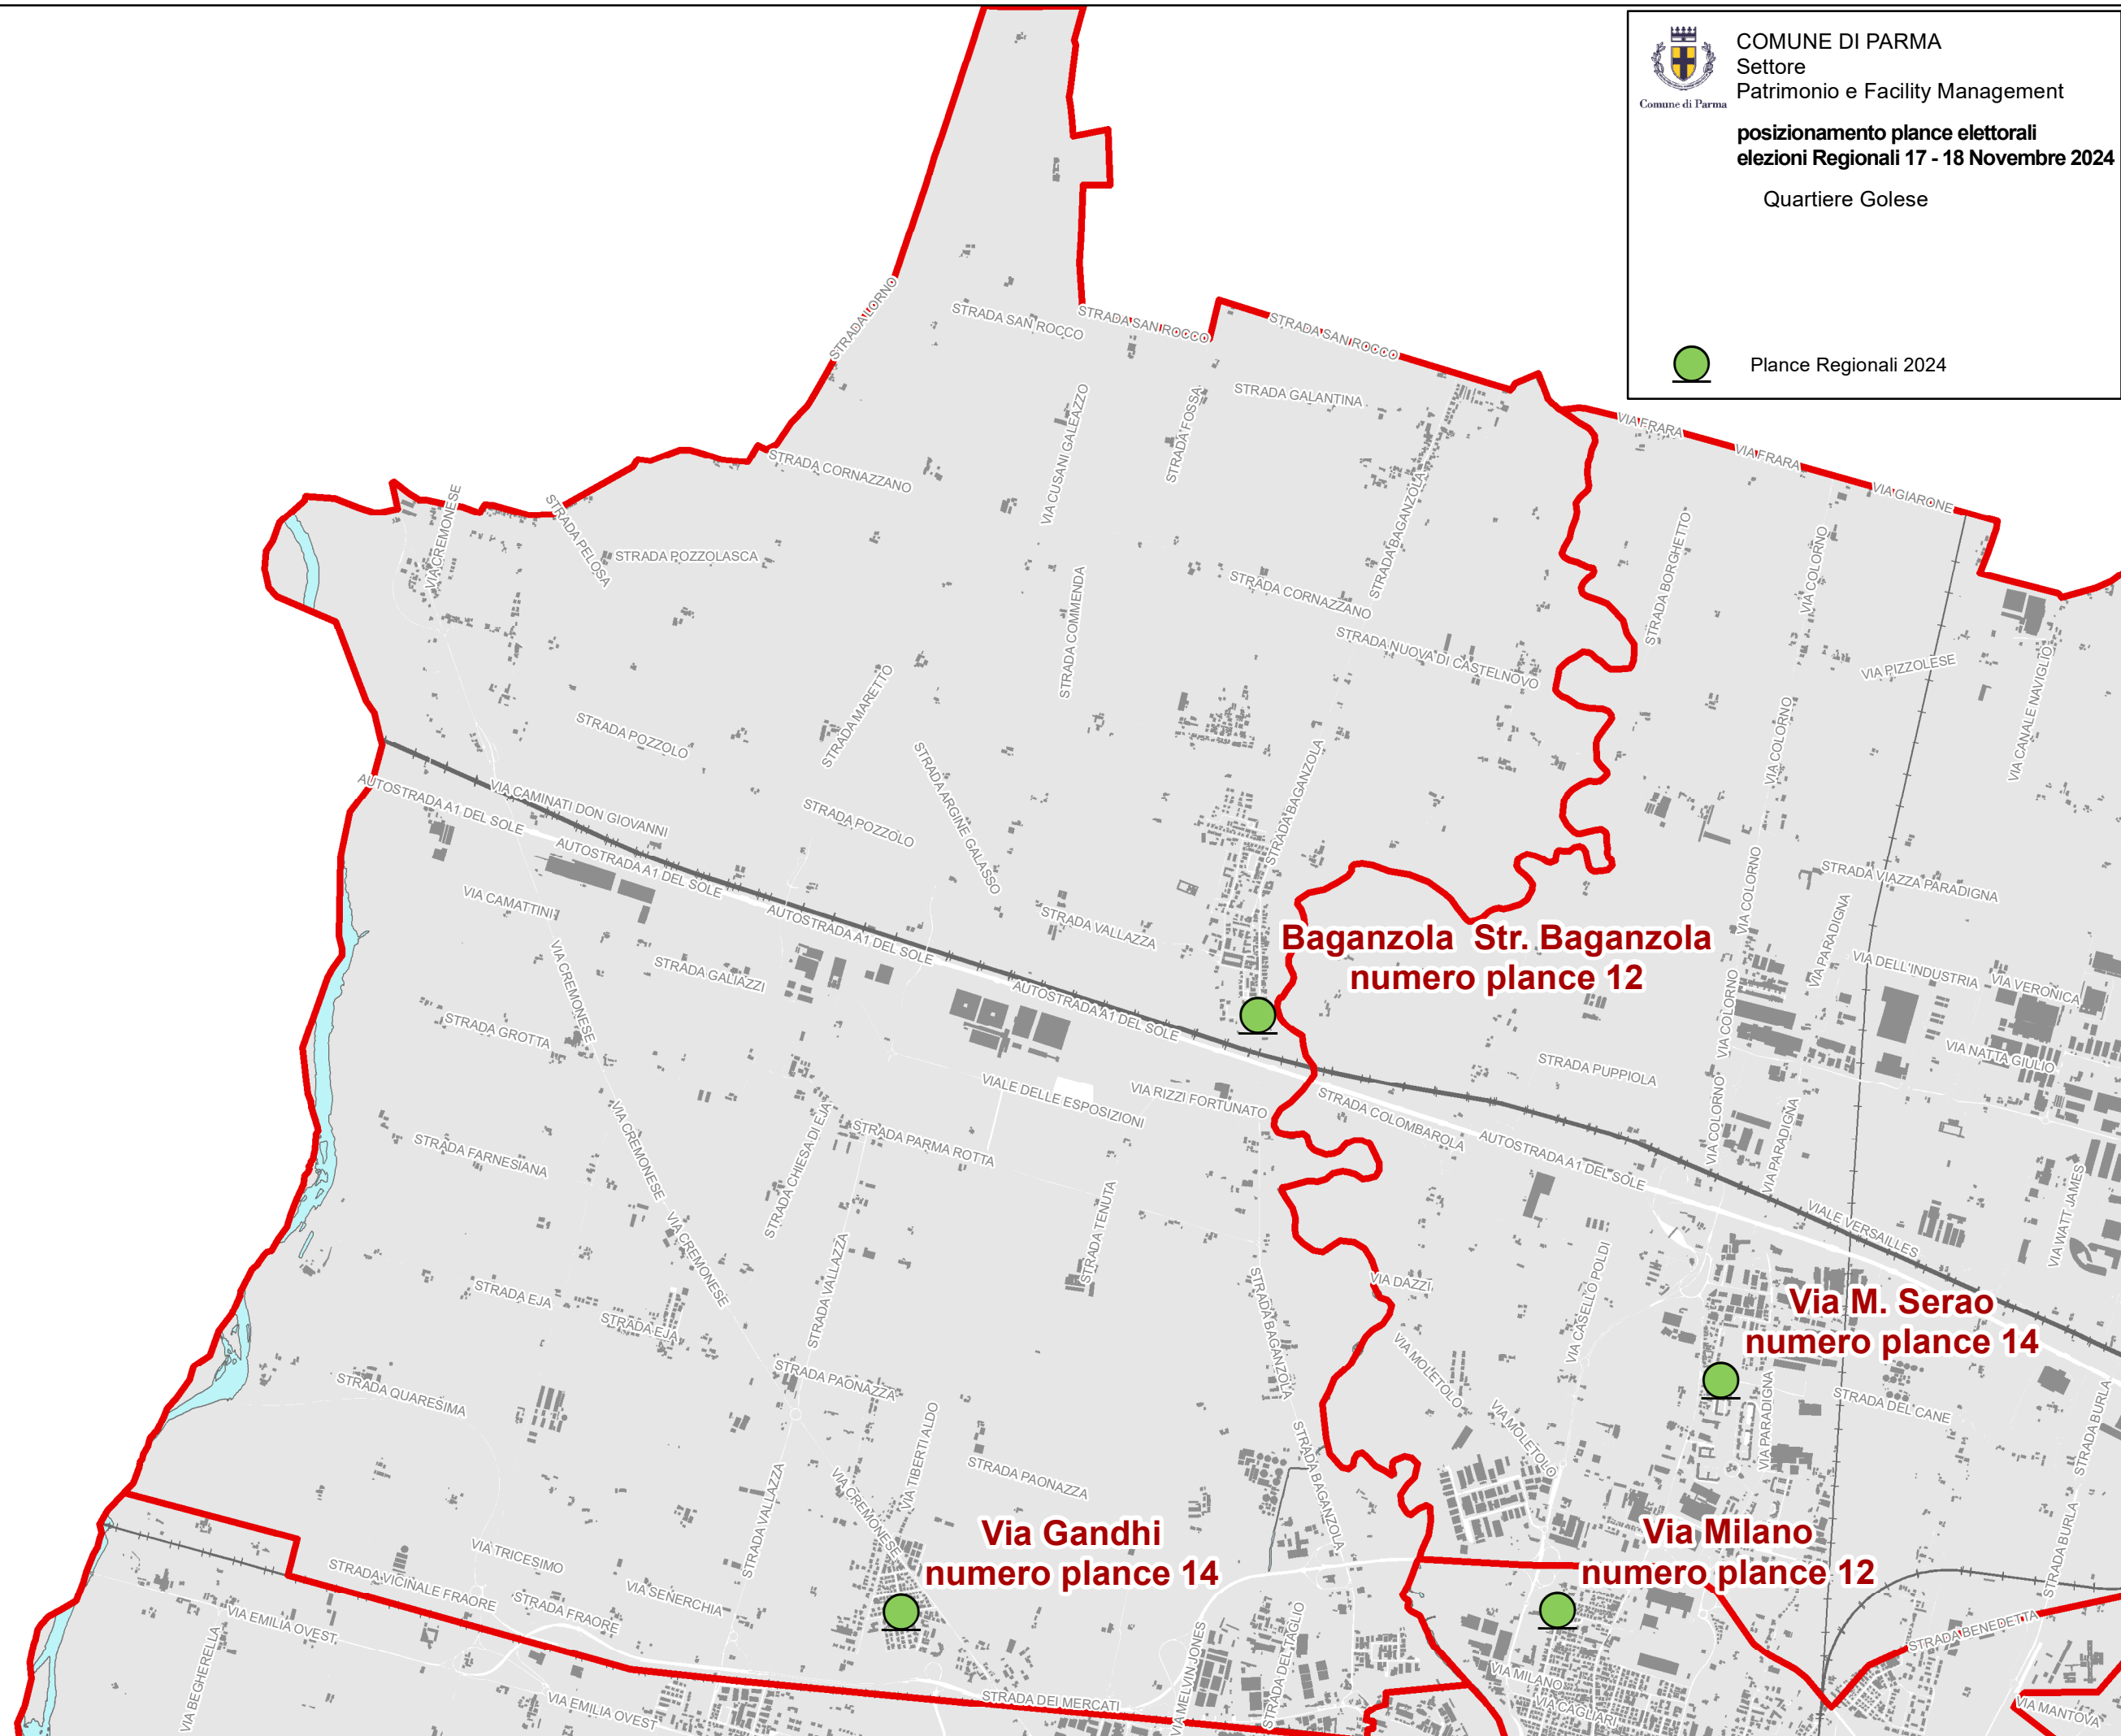 COMUNE DI PARMA
Settore
Patrimonio e Facility Management
Comune di Parma
posizionamento plance elettorali
elezioni Regionali 17 - 18 Novembre 2024
Quartiere Golese
Plance Regionali 2024
STRADA LORNO
STRADA SAN ROCCO
STRADA SAN ROCCO
STRADA SAN ROCCO
STRADA GALANTINA
VIA CUSANI GALEAZZO
STRADA FOSSA
VIA FRARA
VIA FRARA
VIA GIARONE
STRADA CORNAZZANO
VIA CREMONESE
STRADA PELOSA
STRADA POZZOLASCA
STRADA BAGANZOLA
STRADA BORGHETTO
VIA COLORNO
STRADA COMMENDA
STRADA CORNAZZANO
STRADA NUOVA DI CASTELNOVO
VIA PIZZOLESE
VIA CANALE NAVIGLIO
STRADA MARETTO
STRADA POZZOLO
VIA COLORNO
STRADA ARGINE GALASSO
STRADA BAGANZOLA
VIA CAMINATI DON GIOVANNI
AUTOSTRADA A1 DEL SOLE
STRADA POZZOLO
AUTOSTRADA A1 DEL SOLE
VIA CAMATTINI
AUTOSTRADA A1 DEL SOLE
STRADA VALLAZZA
VIA COLORNO
STRADA VIAZZA PARADIGNA
VIA PARADIGNA
Baganzola Str. Baganzola
numero plance 12
VIA CREMONESE
STRADA GALIAZZI
AUTOSTRADA A1 DEL SOLE
VIA DELL'INDUSTRIA
VIA VERONICA
VIA COLORNO
STRADA GROTTA
VIA NATTA GIULIO
STRADA PUPPIOLA
VIALE DELLE ESPOSIZIONI
VIA RIZZI FORTUNATO
STRADA COLOMBAROLA
AUTOSTRADA A1 DEL SOLE
VIA COLORNO
VIA PARADIGNA
STRADA FARNESIANA
VIA CREMONESE
STRADA CHIESA DI EJA
STRADA PARMA ROTTA
STRADA TENUTA
VIALE VERSAILLES
VIA WATT JAMES
VIA CREMONESE
STRADA VALLAZZA
STRADA EJA
STRADA EJA
STRADA BAGANZOLA
VIA DAZZI
VIA CASELLO POLDI
Via M. Serao
numero plance 14
VIA MOLETOLO
STRADA QUARESIMA
STRADA PAONAZZA
VIA TIBERTI ALDO
VIA MOLETOLO
VIA PARADIGNA
STRADA DEL CANE
STRADA BURLA
STRADA PAONAZZA
STRADA VALLAZZA
VIA CREMONESE
STRADA BAGANZOLA
Via Gandhi
numero plance 14
Via Milano
numero plance 12
STRADA BURLA
VIA TRICESIMO
STRADA VICINALE FRAORE
STRADA FRAORE
VIA SENERCHIA
VIA EMILIA OVEST
VIA BEGHERELLA
VIA EMILIA OVEST
STRADA DEI MERCATI
VIA MELVIN JONES
STRADA DEL TAGLIO
VIA MILANO
VIA CAGLIARI
STRADA BENEDETTA
VIA MANTOVA